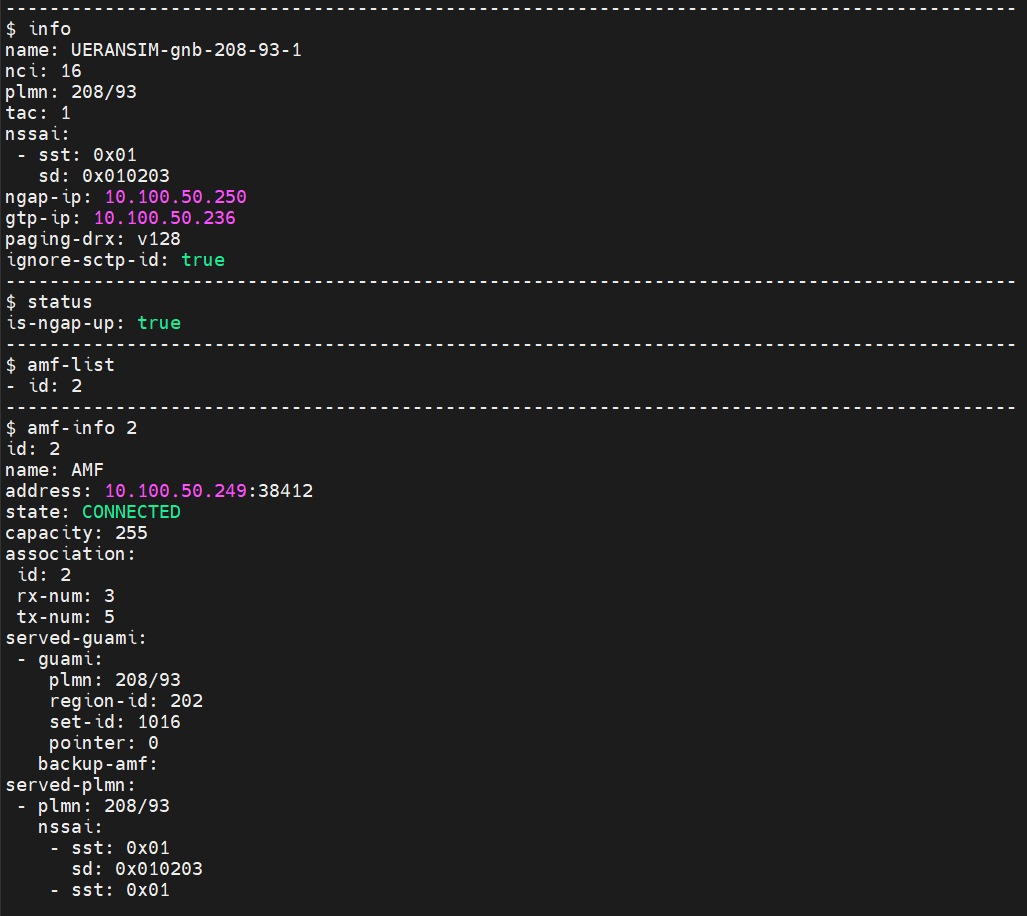 --------------------------------------------------------------------------------------------
$ info
name: UERANSIM-gnb-208-93-1
nci: 16
plmn: 208/93
tac: 1
nssai:
 - sst: 0x01
   sd: 0x010203
ngap-ip: 10.100.50.250
gtp-ip: 10.100.50.236
paging-drx: v128
ignore-sctp-id: true
--------------------------------------------------------------------------------------------
$ status
is-ngap-up: true
--------------------------------------------------------------------------------------------
$ amf-list
- id: 2
--------------------------------------------------------------------------------------------
$ amf-info 2
id: 2
name: AMF
address: 10.100.50.249:38412
state: CONNECTED
capacity: 255
association:
 id: 2
 rx-num: 3
 tx-num: 5
served-guami:
 - guami:
    plmn: 208/93
    region-id: 202
    set-id: 1016
    pointer: 0
   backup-amf:
served-plmn:
 - plmn: 208/93
   nssai:
    - sst: 0x01
      sd: 0x010203
    - sst: 0x01